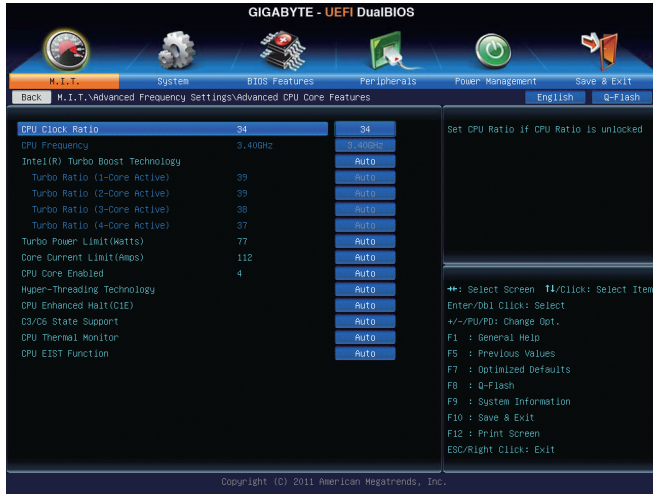 GIGABYTE - UEFI DualBIOS
M.I.T. System BIOS Features Peripherals Power Management Save & Exit
Back M.I.T.\Advanced Frequency Settings\Advanced CPU Core Features English Q-Flash
CPU Clock Ratio 34 34
CPU Frequency 3.40GHz 3.40GHz
Intel(R) Turbo Boost Technology Auto
Turbo Ratio (1-Core Active) 39 Auto
Turbo Ratio (2-Core Active) 39 Auto
Turbo Ratio (3-Core Active) 38 Auto
Turbo Ratio (4-Core Active) 37 Auto
Turbo Power Limit(Watts) 77 Auto
Core Current Limit(Amps) 112 Auto
CPU Core Enabled 4 Auto
Hyper-Threading Technology Auto
CPU Enhanced Halt(C1E) Auto
C3/C6 State Support Auto
CPU Thermal Monitor Auto
CPU EIST Function Auto
Set CPU Ratio if CPU Ratio is unlocked
↔: Select Screen ↑↓/Click: Select Item
Enter/Dbl Click: Select
+/-/PU/PD: Change Opt.
F1 : General Help
F5 : Previous Values
F7 : Optimized Defaults
F8 : Q-Flash
F9 : System Information
F10 : Save & Exit
F12 : Print Screen
ESC/Right Click: Exit
Copyright (C) 2011 American Megatrends, Inc.